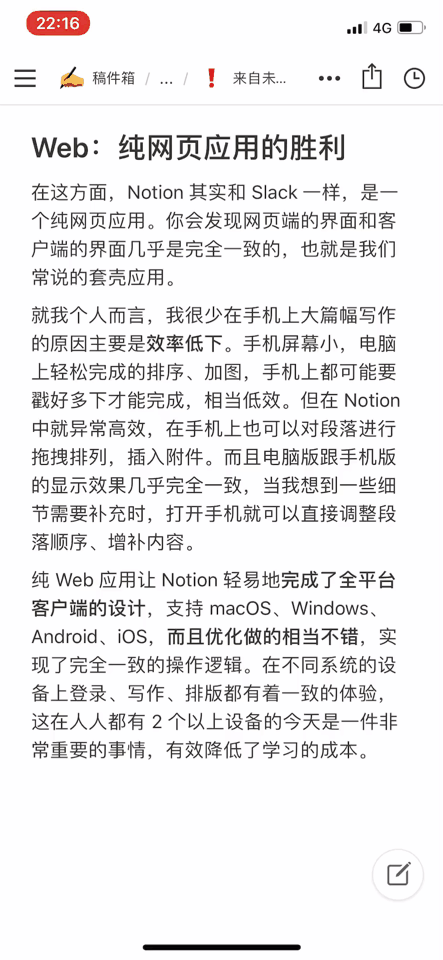 22:16
4G
稿件箱 / ... / 来自未...
Web：纯网页应用的胜利
在这方面，Notion 其实和 Slack 一样，是一
个纯网页应用。你会发现网页端的界面和客
户端的界面几乎是完全一致的，也就是我们
常说的套壳应用。
就我个人而言，我很少在手机上大篇幅写作
的原因主要是效率低下。手机屏幕小，电脑
上轻松完成的排序、加图，手机上都可能要
戳好多下才能完成，相当低效。但在 Notion
中就异常高效，在手机上也可以对段落进行
拖拽排列，插入附件。而且电脑版跟手机版
的显示效果几乎完全一致，当我想到一些细
节需要补充时，打开手机就可以直接调整段
落顺序、增补内容。
纯 Web 应用让 Notion 轻易地完成了全平台
客户端的设计，支持 macOS、Windows、
Android、iOS，而且优化做的相当不错，实
现了完全一致的操作逻辑。在不同系统的设
备上登录、写作、排版都有着一致的体验，
这在人人都有 2 个以上设备的今天是一件非
常重要的事情，有效降低了学习的成本。